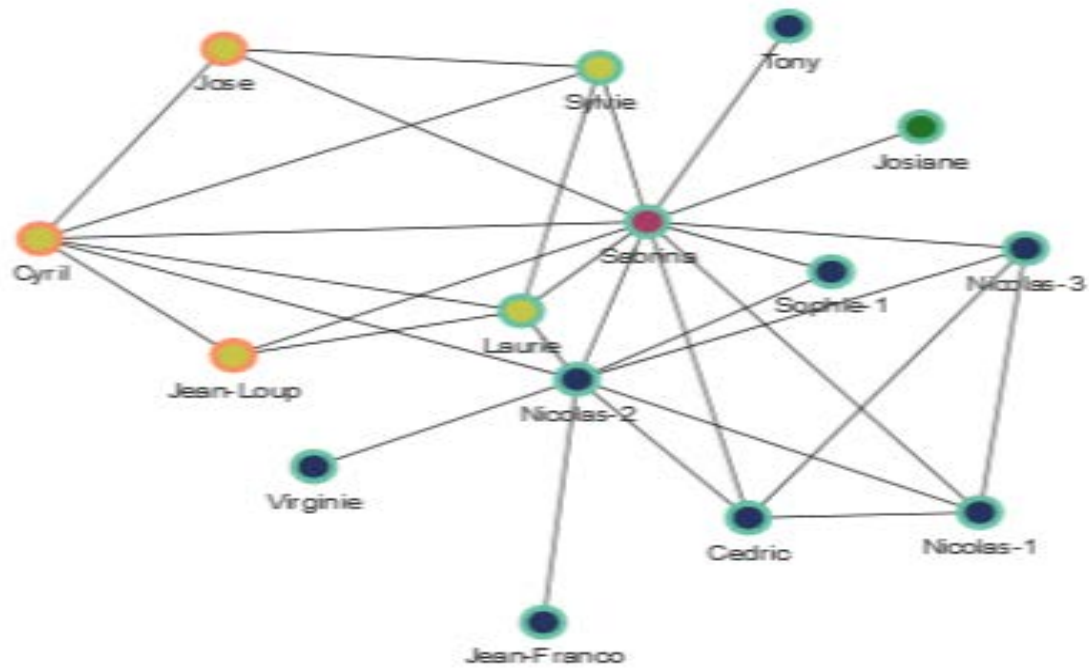 Tony
Jose
Sylvie
Josiane
Sabrina
Cyril
Nicolas-3
Sophie-1
Laurie
Jean-Loup
Nicolas-2
Virginie
Nicolas-1
Cedric
Jean-Franco